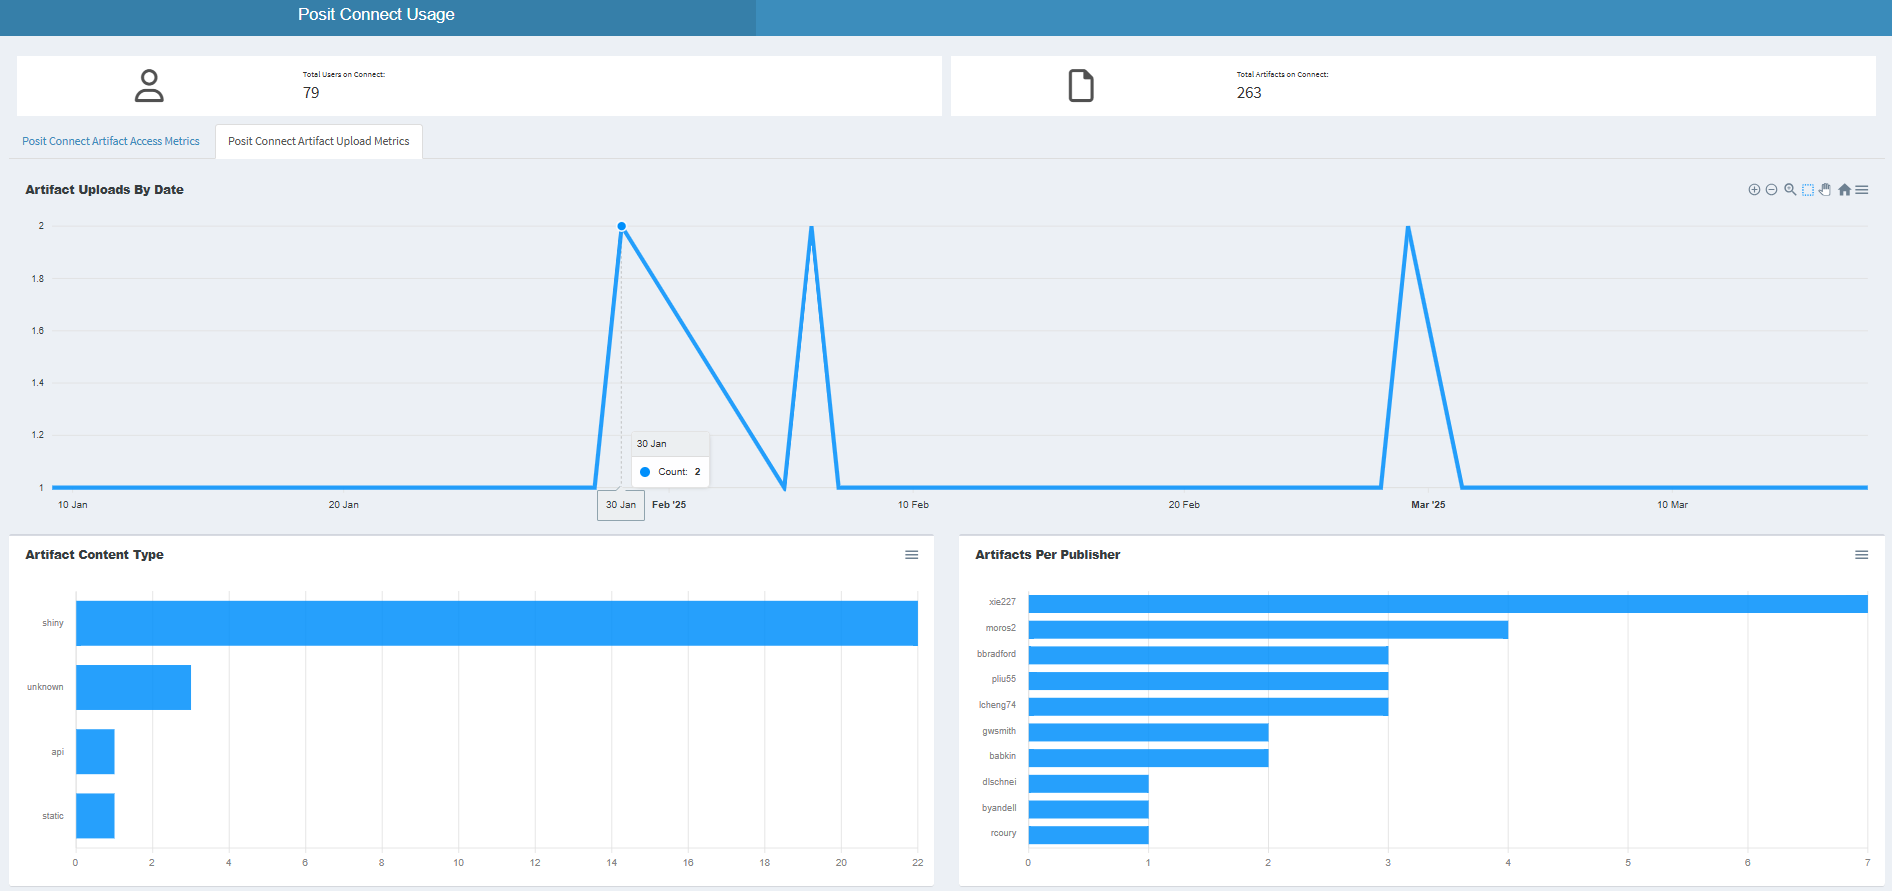 Posit Connect Usage
Total Users on Connect:
79
Total Artifacts on Connect:
263
Posit Connect Artifact Access Metrics
Posit Connect Artifact Upload Metrics
Artifact Uploads By Date
2
1.8
1.6
1.4
1.2
1
30 Jan
Count: 2
10 Jan
20 Jan
30 Jan
Feb '25
10 Feb
20 Feb
Mar '25
10 Mar
Artifact Content Type
shiny
unknown
api
static
0 2 4 6 8 10 12 14 16 18 20 22
Artifacts Per Publisher
xie227
moros2
bbradford
pliu55
lcheng74
gwsmith
babkin
dlschnei
byandell
rcoury
0 1 2 3 4 5 6 7